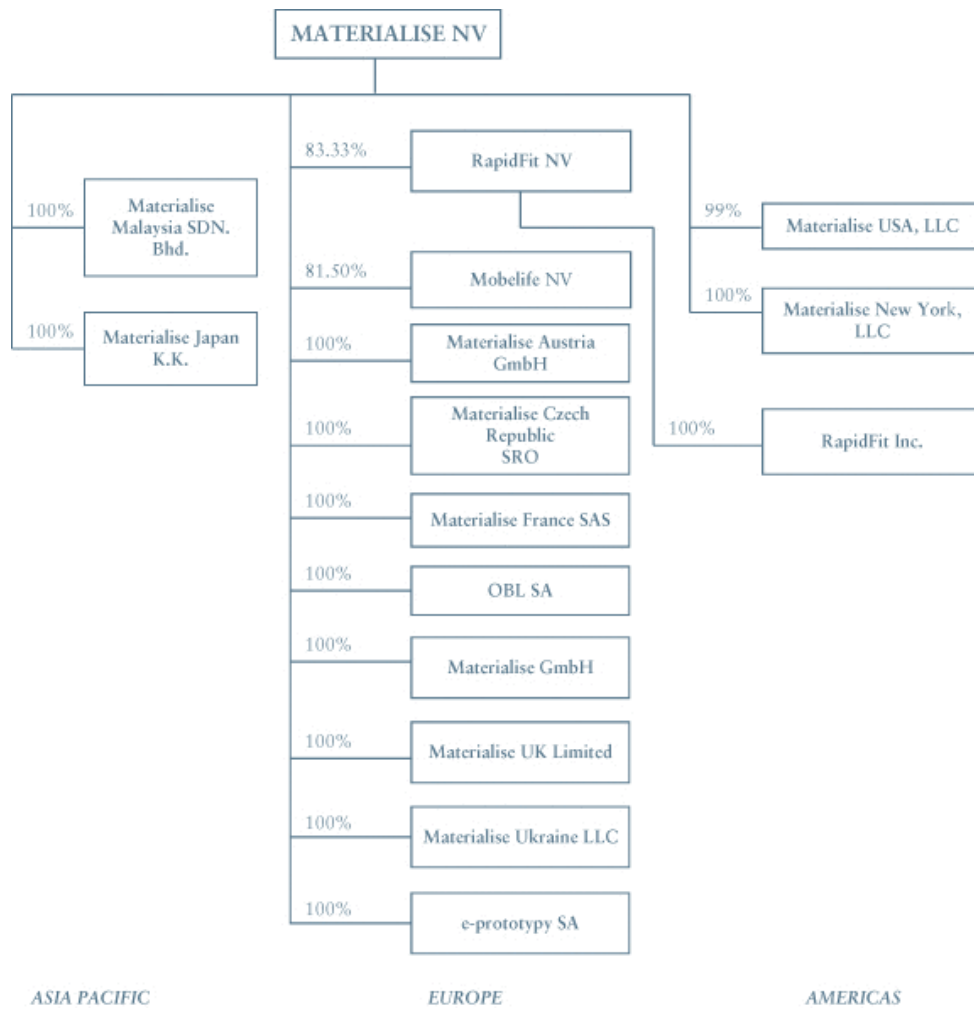 MATERIALISE NV
83.33%
RapidFit NV
100%
Materialise
Malaysia SDN.
Bhd.
99%
Materialise USA, LLC
81.50%
Mobelife NV
100%
Materialise New York,
LLC
100%
Materialise Japan
K.K.
100%
Materialise Austria
GmbH
100%
Materialise Czech
Republic
SRO
100%
RapidFit Inc.
100%
Materialise France SAS
100%
OBL SA
100%
Materialise GmbH
100%
Materialise UK Limited
100%
Materialise Ukraine LLC
100%
e-prototypy SA
ASIA PACIFIC
EUROPE
AMERICAS